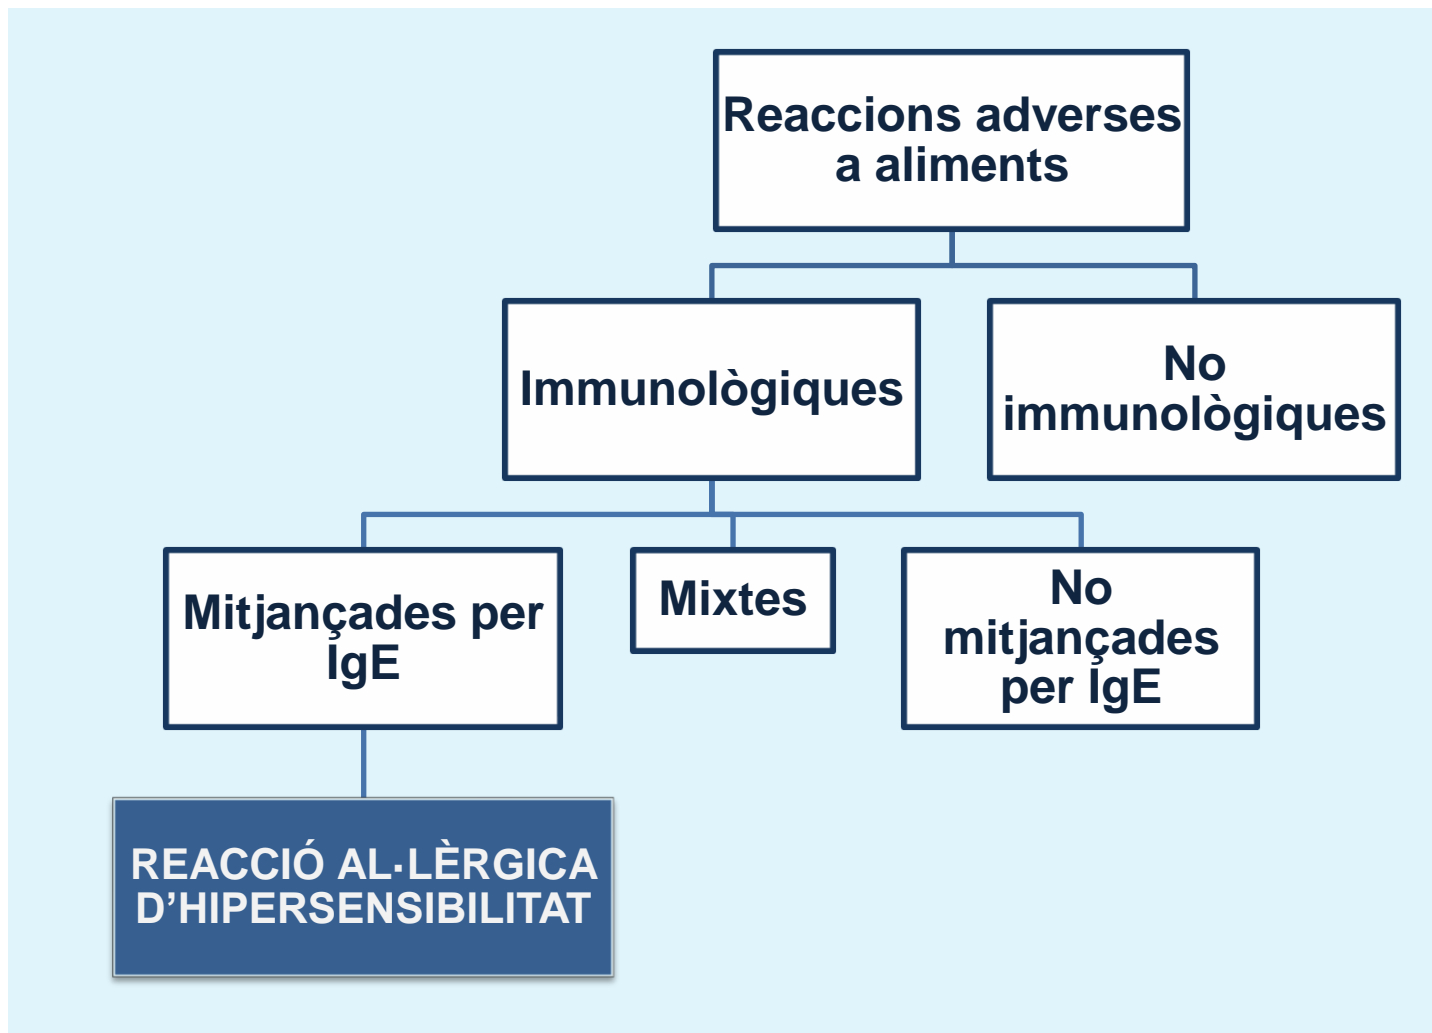 Reaccions adverses
a aliments
Immunològiques
No
immunològiques
Mitjançades per
IgE
Mixtes
No
mitjançades
per IgE
REACCIÓ AL·LÈRGICA
D’HIPERSENSIBILITAT